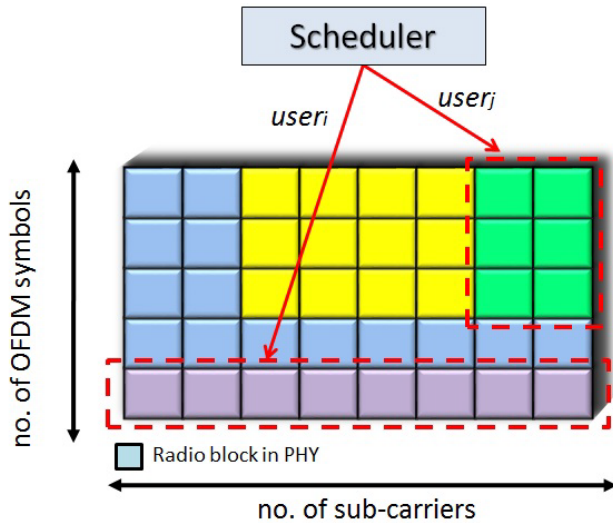 Scheduler
userᵢ
userⱼ
no. of OFDM symbols
Radio block in PHY
no. of sub-carriers